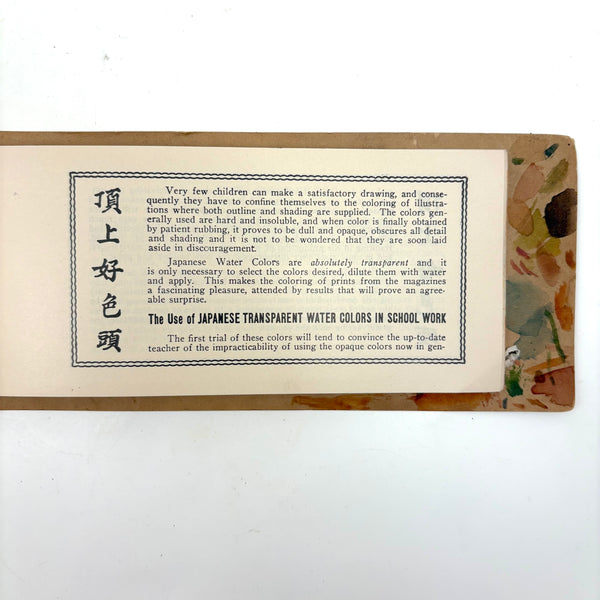 頂上好色頭
Very few children can make a satisfactory drawing, and conse-
quently they have to confine themselves to the coloring of illustra-
tions where both outline and shading are supplied. The colors gen-
erally used are hard and insoluble, and when color is finally obtained
by patient rubbing, it proves to be dull and opaque, obscures all detail
and shading and it is not to be wondered that they are soon laid
aside in discouragement.
Japanese Water Colors are absolutely transparent and it
is only necessary to select the colors desired, dilute them with water
and apply. This makes the coloring of prints from the magazines
a fascinating pleasure, attended by results that will prove an agree-
able surprise.
The Use of JAPANESE TRANSPARENT WATER COLORS IN SCHOOL WORK
The first trial of these colors will tend to convince the up-to-date
teacher of the impracticability of using the opaque colors now in gen-